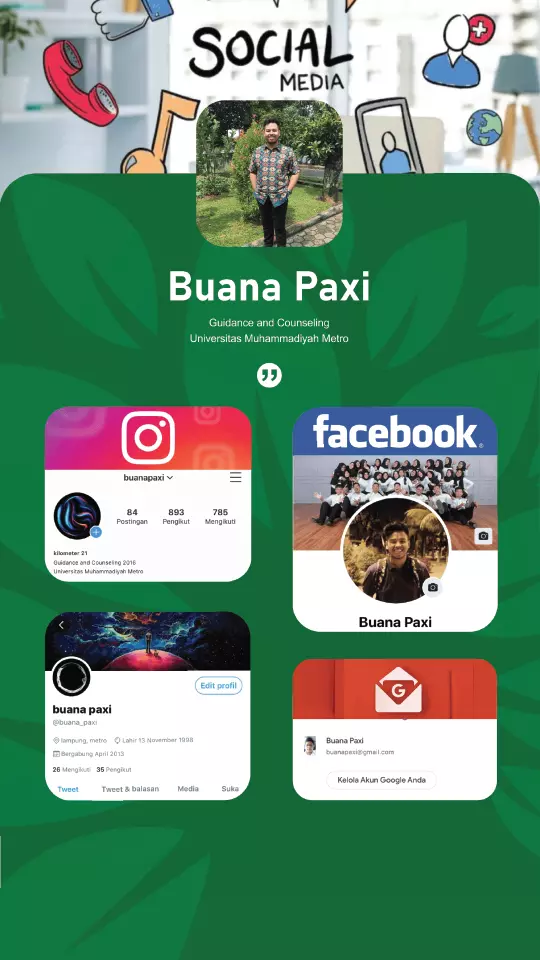 SOCIAL
MEDIA
Buana Paxi
Guidance and Counseling
Universitas Muhammadiyah Metro
buanapaxi
84 893 785
Postingan Pengikut Mengikuti
kilometer 21
Guidance and Counseling 2016
Universitas Muhammadiyah Metro
facebook
Buana Paxi
Edit profil
buana paxi
@buana_paxi
lampung, metro Lahir 13 November 1998
Bergabung April 2013
26 Mengikuti 35 Pengikut
Tweet Tweet & balasan Media Suka
G
Buana Paxi
buanapaxi@gmail.com
Kelola Akun Google Anda